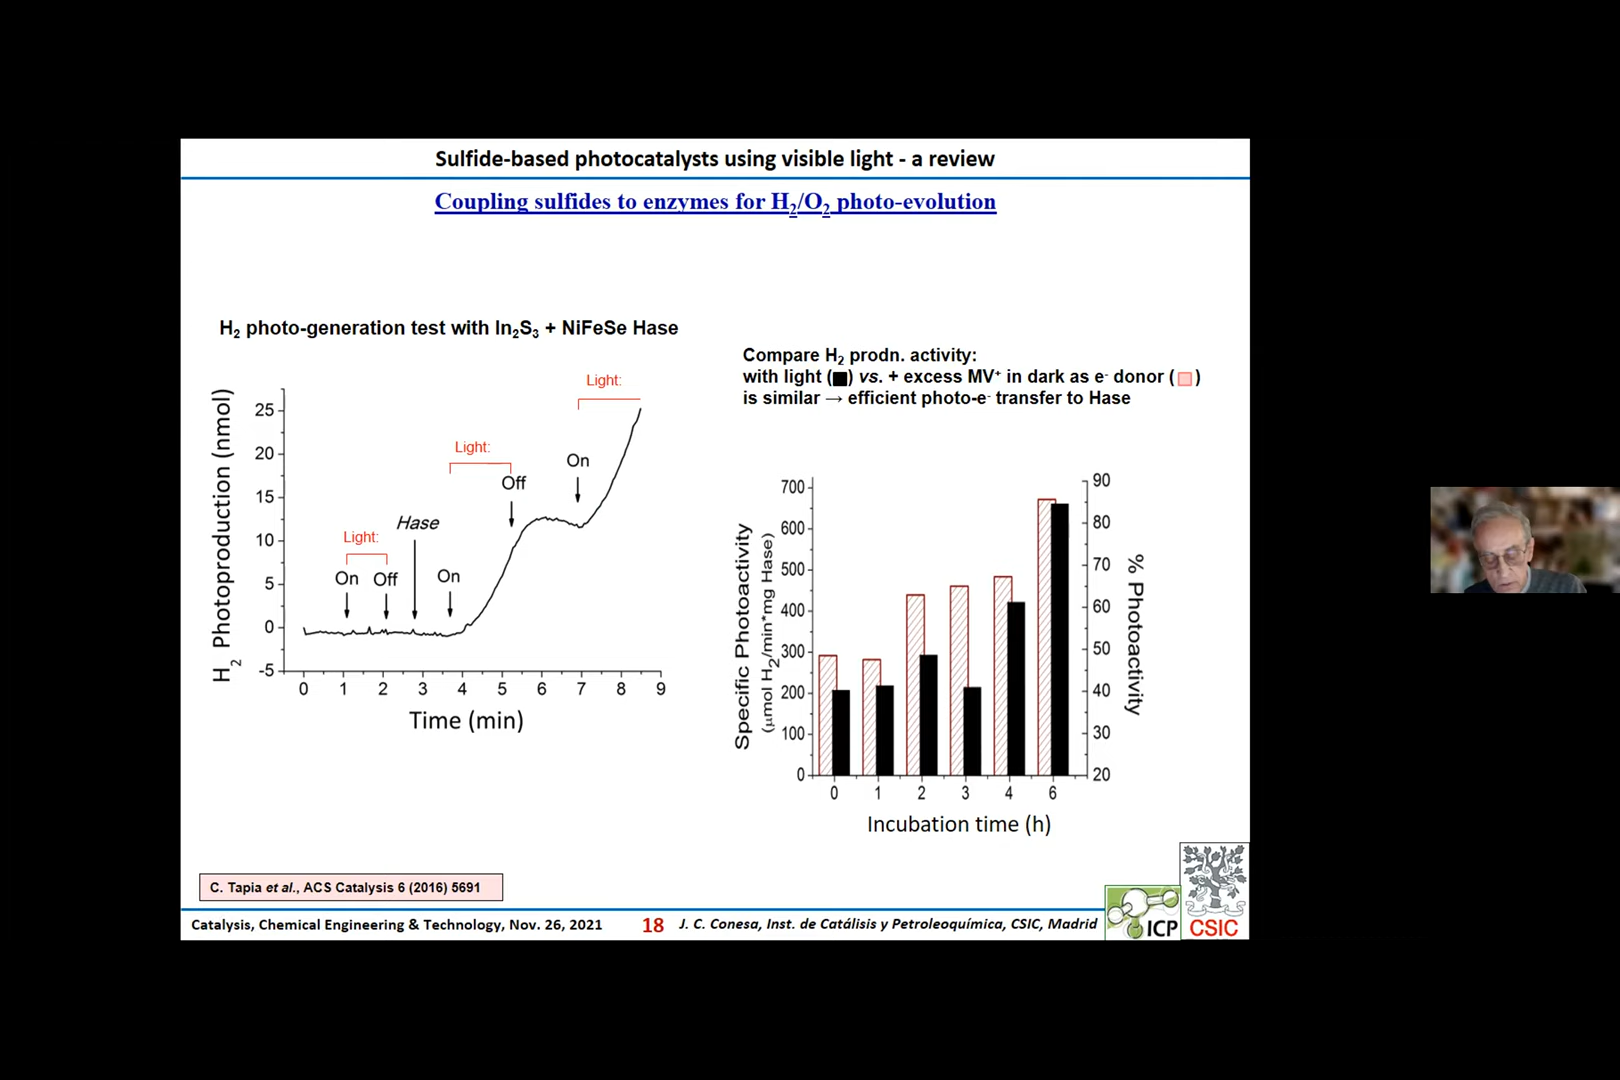 Sulfide-based photocatalysts using visible light - a review
Coupling sulfides to enzymes for H2/O2 photo-evolution
H2 photo-generation test with In2S3 + NiFeSe Hase
Compare H2 prodn. activity:
with light (■) vs. + excess MV+ in dark as e- donor (□)
is similar → efficient photo-e- transfer to Hase
H2 Photoproduction (nmol)
25
20
15
10
5
0
-5
Light:
On
Off
Hase
Light:
On
Off
Light:
On
0 1 2 3 4 5 6 7 8 9
Time (min)
Specific Photoactivity
(µmol H2/min*mg Hase)
700
600
500
400
300
200
100
0
90
80
70
60
50
40
30
20
% Photoactivity
0 1 2 3 4 6
Incubation time (h)
C. Tapia et al., ACS Catalysis 6 (2016) 5691
Catalysis, Chemical Engineering & Technology, Nov. 26, 2021
18
J. C. Conesa, Inst. de Catálisis y Petroleoquímica, CSIC, Madrid
ICP
CSIC